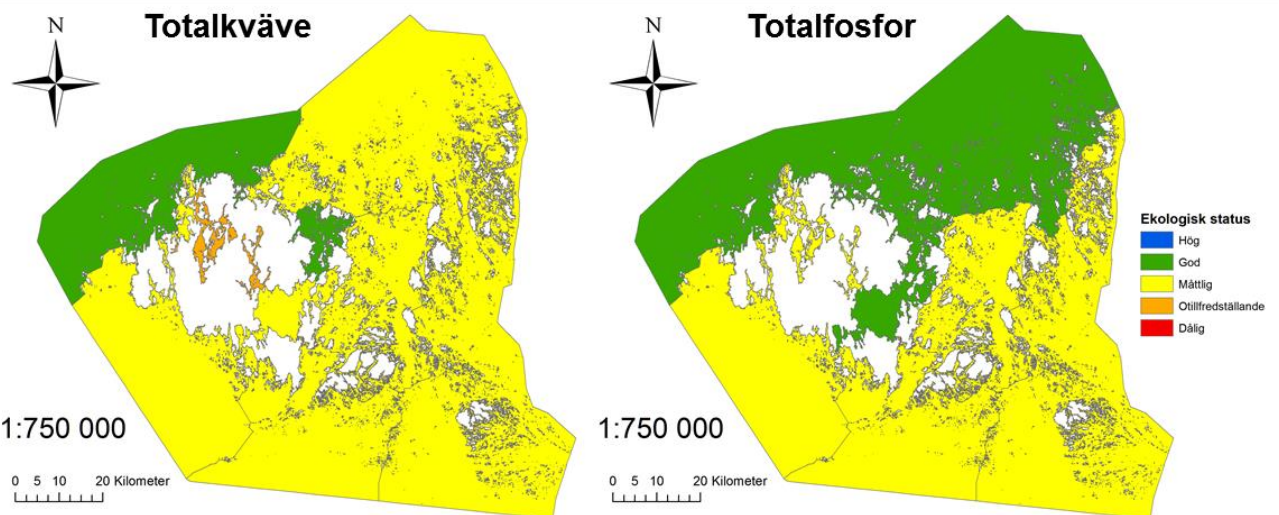 Totalkväve
N
1:750 000
0 5 10 20 Kilometer
Totalfosfor
N
1:750 000
0 5 10 20 Kilometer
Ekologisk status
Hög
God
Måttlig
Otillfredställande
Dålig